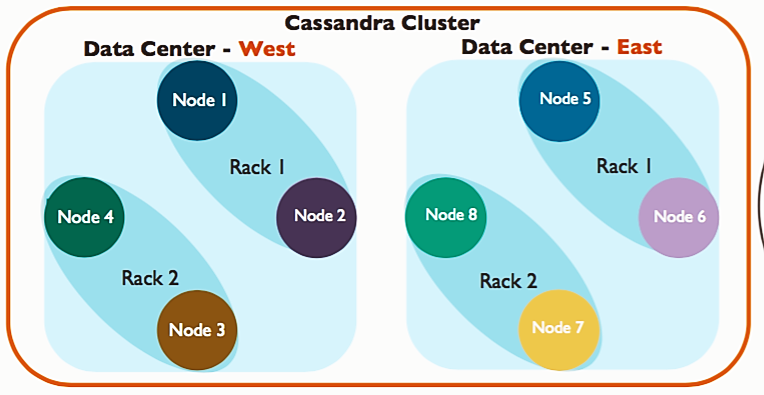 Cassandra Cluster
Data Center - West
Node 1
Rack 1
Node 2
Node 4
Rack 2
Node 3
Data Center - East
Node 5
Rack 1
Node 6
Node 8
Rack 2
Node 7